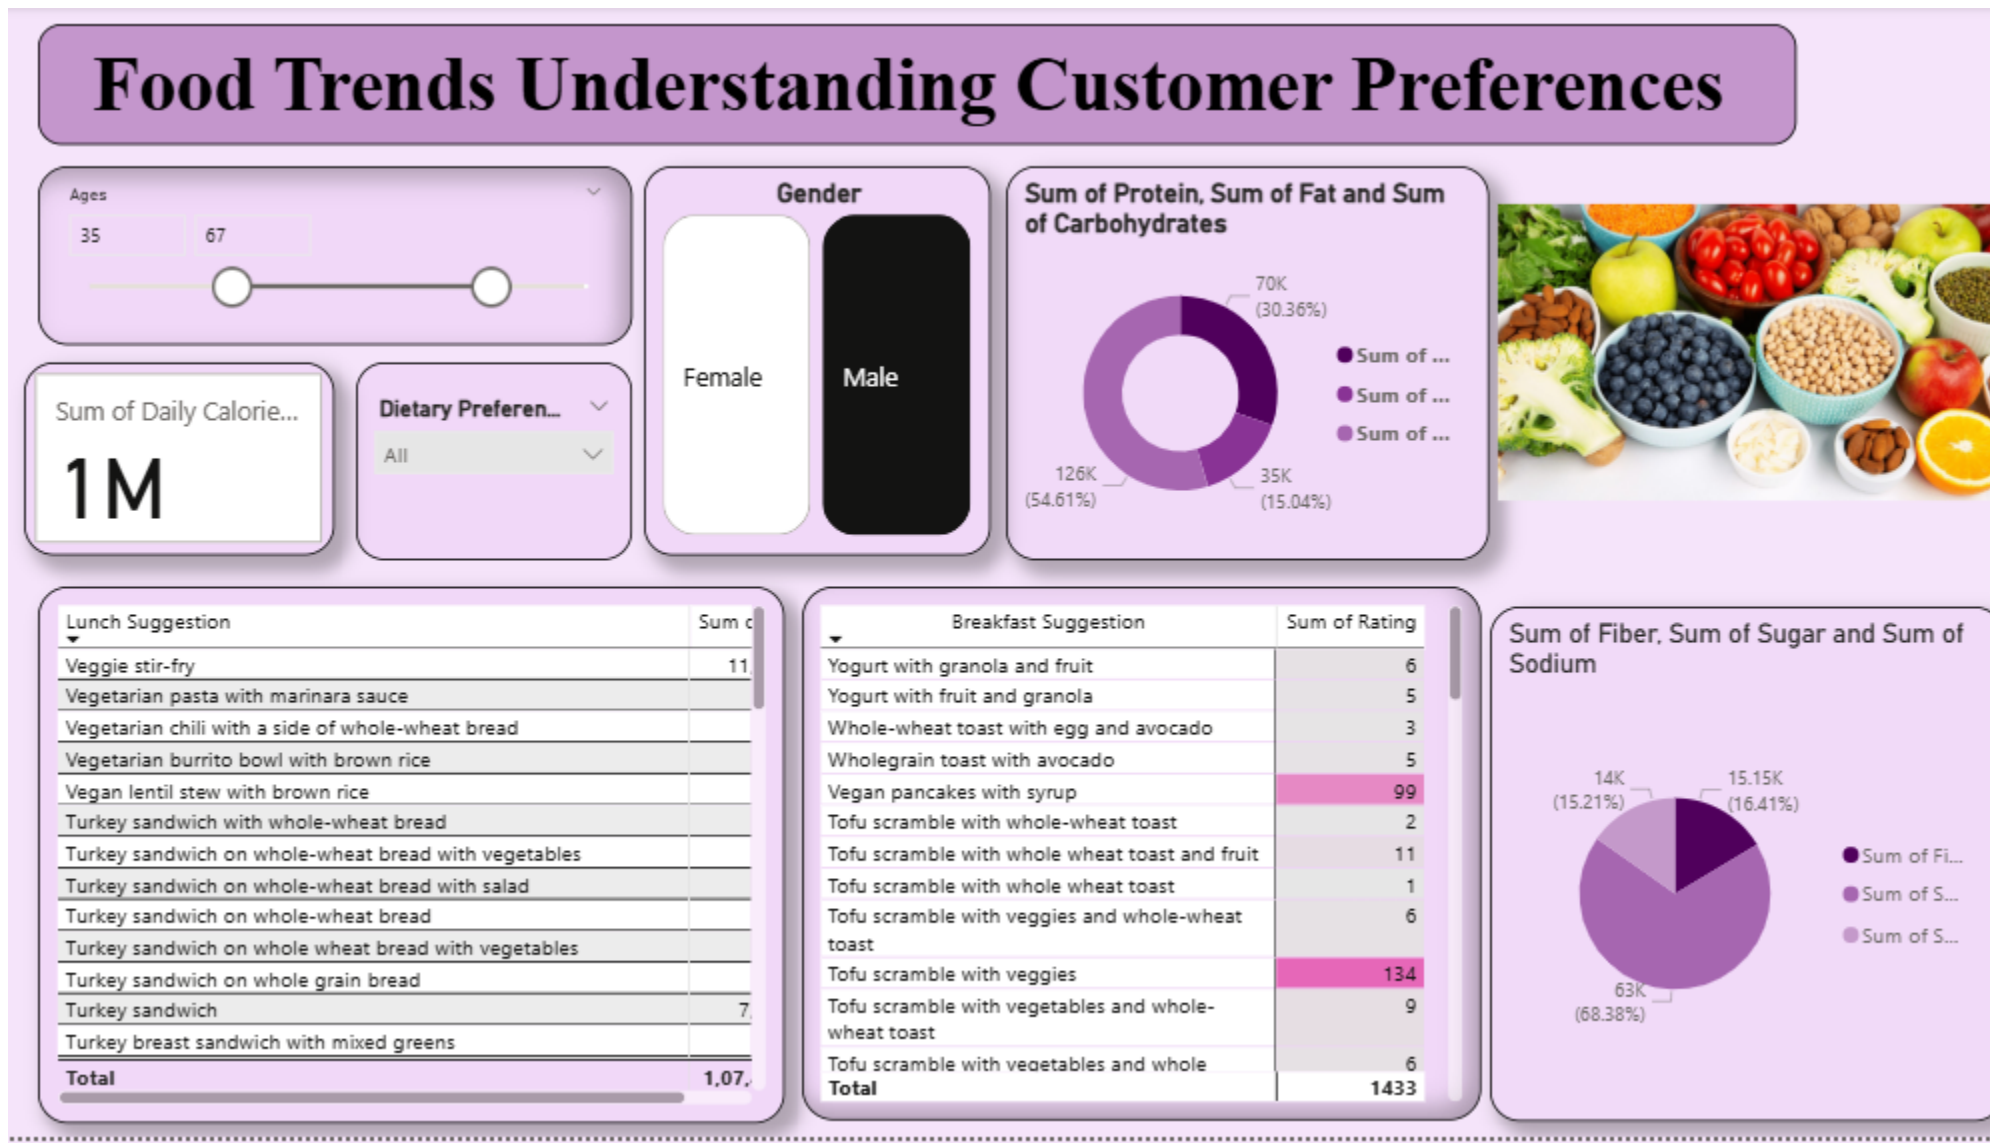 Food Trends Understanding Customer Preferences
Ages
35
67
Gender
Female
Male
Sum of Daily Calorie...
1M
Dietary Preferen...
All
Sum of Protein, Sum of Fat and Sum
of Carbohydrates
70K
(30.36%)
126K
(54.61%)
35K
(15.04%)
Sum of ...
Sum of ...
Sum of ...
Lunch Suggestion Sum
Veggie stir-fry 11,
Vegetarian pasta with marinara sauce
Vegetarian chili with a side of whole-wheat bread
Vegetarian burrito bowl with brown rice
Vegan lentil stew with brown rice
Turkey sandwich with whole-wheat bread
Turkey sandwich on whole-wheat bread with vegetables
Turkey sandwich on whole-wheat bread with salad
Turkey sandwich on whole-wheat bread
Turkey sandwich on whole wheat bread with vegetables
Turkey sandwich on whole grain bread
Turkey sandwich 7,
Turkey breast sandwich with mixed greens
Total 1,07,
Breakfast Suggestion Sum of Rating
Yogurt with granola and fruit 6
Yogurt with fruit and granola 5
Whole-wheat toast with egg and avocado 3
Wholegrain toast with avocado 5
Vegan pancakes with syrup 99
Tofu scramble with whole-wheat toast 2
Tofu scramble with whole wheat toast and fruit 11
Tofu scramble with whole wheat toast 1
Tofu scramble with veggies and whole-wheat 6
toast
Tofu scramble with veggies 134
Tofu scramble with vegetables and whole- 9
wheat toast
Tofu scramble with vegetables and whole 6
Total 1433
Sum of Fiber, Sum of Sugar and Sum of
Sodium
14K
(15.21%)
15.15K
(16.41%)
63K
(68.38%)
Sum of Fi...
Sum of S...
Sum of S...